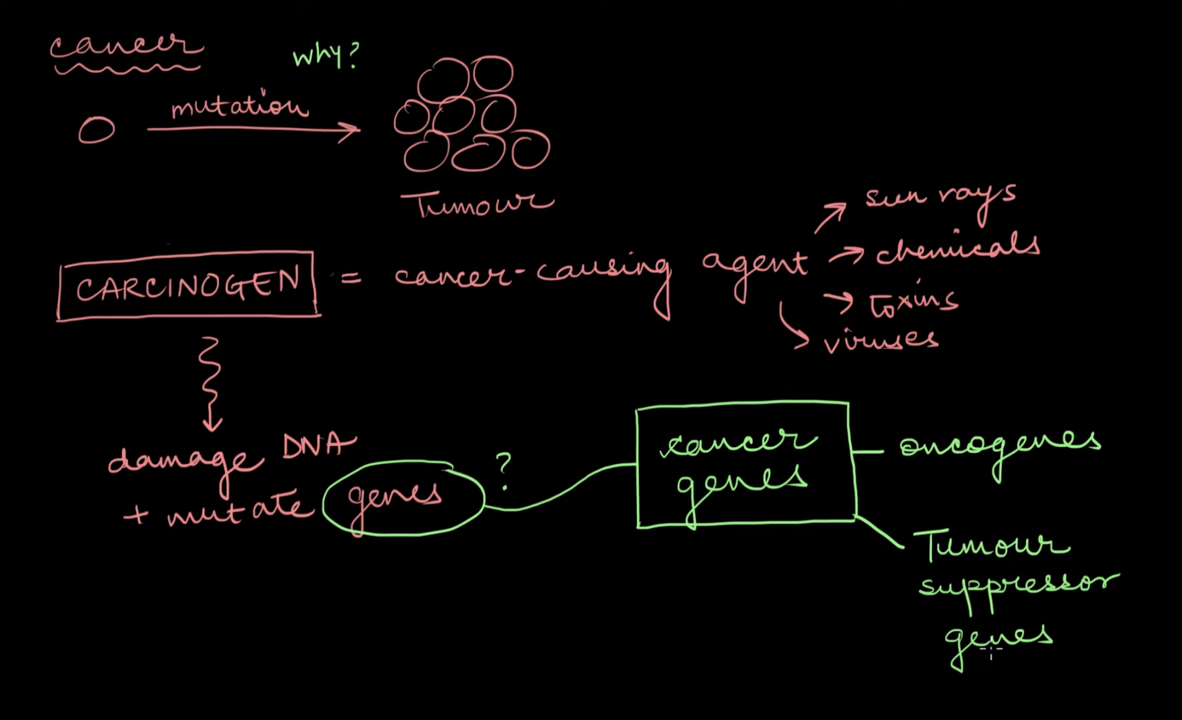 cancer
why?
mutation
Tumour
CARCINOGEN = cancer-causing agent
sun rays
chemicals
toxins
viruses
damage DNA
+ mutate genes
?
cancer
genes
oncogenes
Tumour
suppressor
genes